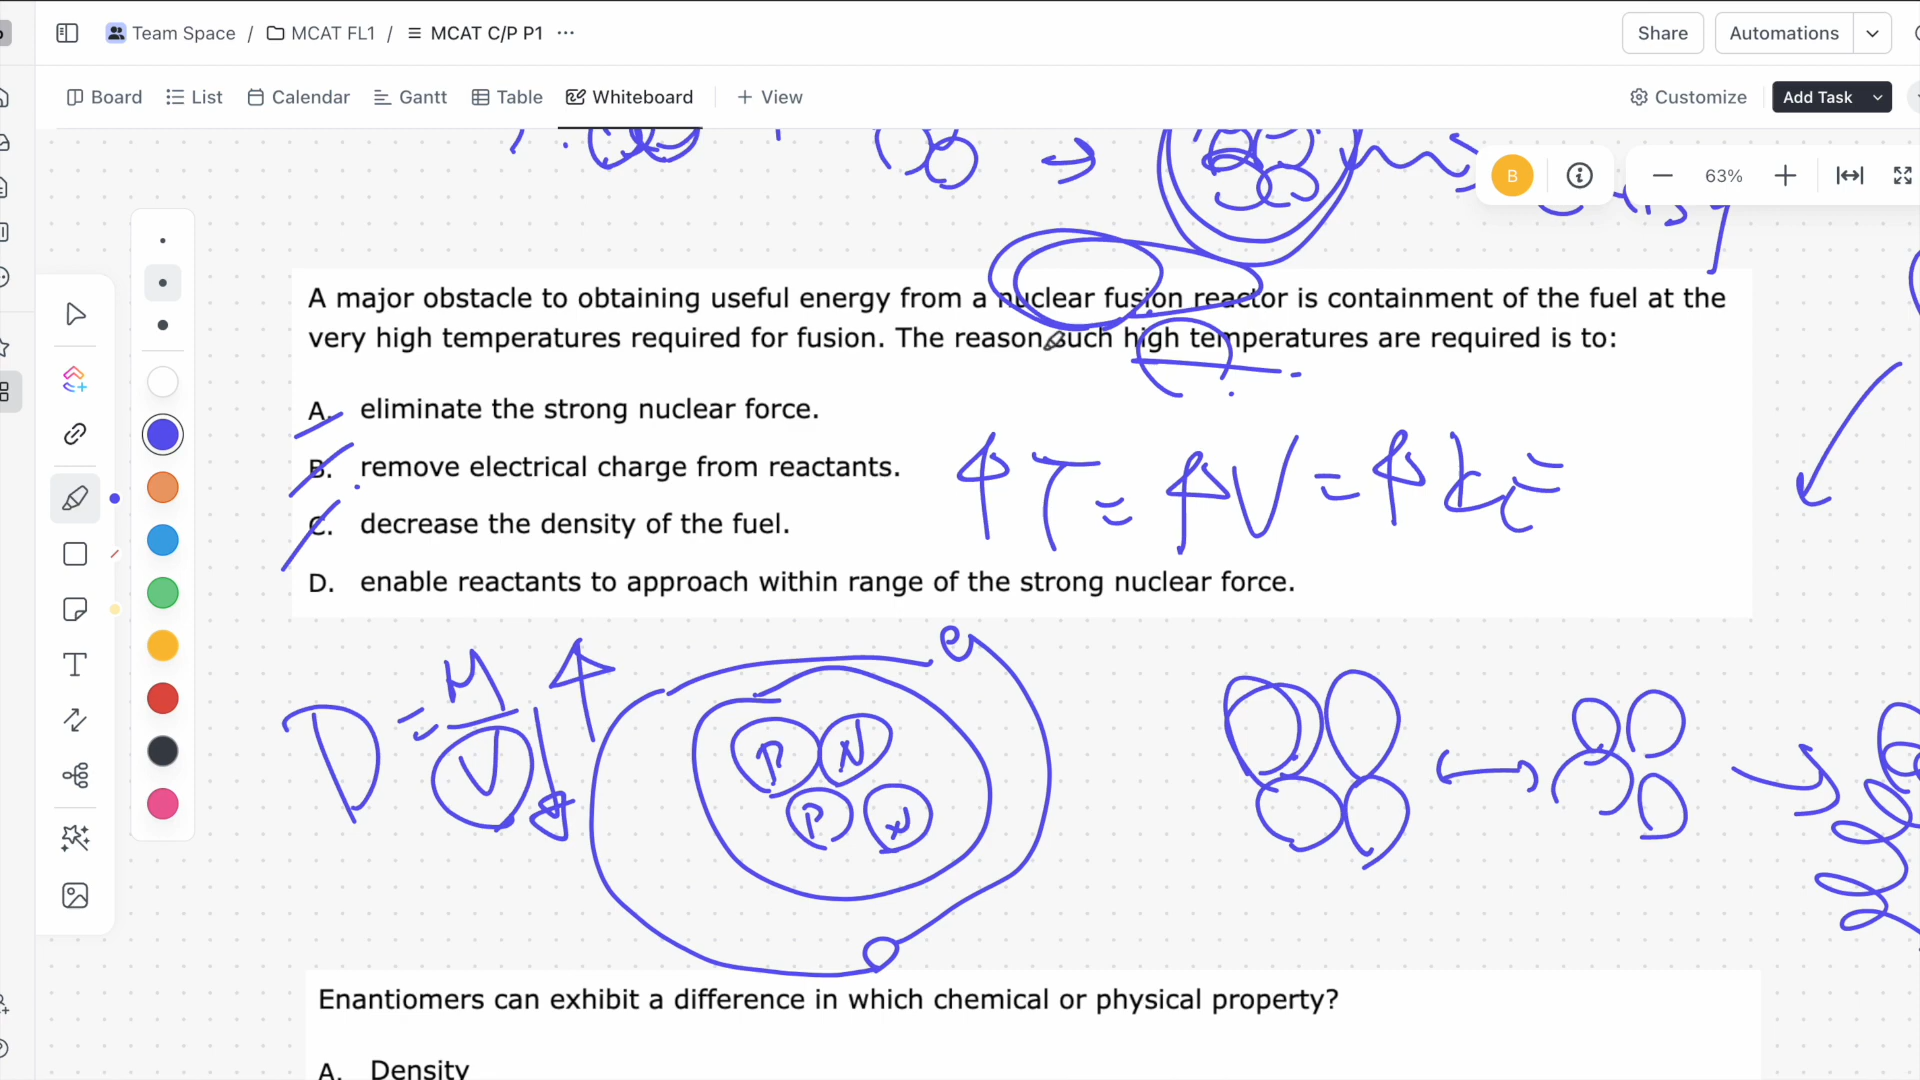 Team Space / MCAT FL1 / MCAT C/P P1 ...
Share
Automations
Board
List
Calendar
Gantt
Table
Whiteboard
+ View
Customize
Add Task
B
63%
A major obstacle to obtaining useful energy from a nuclear fusion reactor is containment of the fuel at the
very high temperatures required for fusion. The reason such high temperatures are required is to:
A. eliminate the strong nuclear force.
B. remove electrical charge from reactants.
C. decrease the density of the fuel.
D. enable reactants to approach within range of the strong nuclear force.
↑T = ↑V = ↑KE
D = M/V
P N
P N
Enantiomers can exhibit a difference in which chemical or physical property?
A. Density